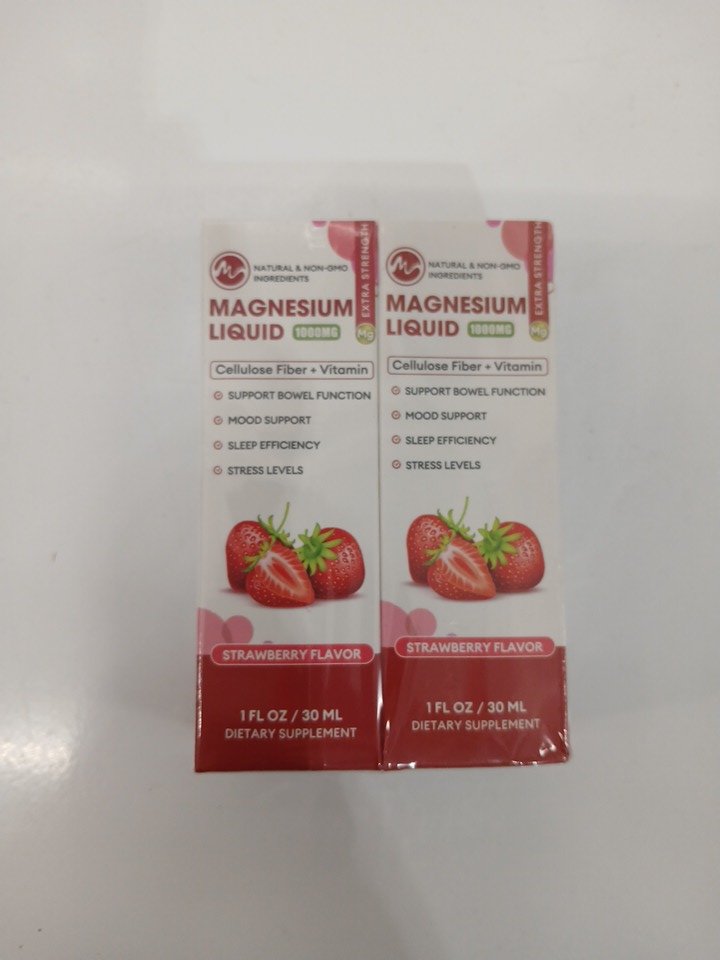 NATURAL & NON-GMO
INGREDIENTS
EXTRA STRENGTH
MAGNESIUM
LIQUID 1000MG
Mg
Cellulose Fiber + Vitamin
SUPPORT BOWEL FUNCTION
MOOD SUPPORT
SLEEP EFFICIENCY
STRESS LEVELS
STRAWBERRY FLAVOR
1 FL OZ / 30 ML
DIETARY SUPPLEMENT
NATURAL & NON-GMO
INGREDIENTS
EXTRA STRENGTH
MAGNESIUM
LIQUID 1000MG
Mg
Cellulose Fiber + Vitamin
SUPPORT BOWEL FUNCTION
MOOD SUPPORT
SLEEP EFFICIENCY
STRESS LEVELS
STRAWBERRY FLAVOR
1 FL OZ / 30 ML
DIETARY SUPPLEMENT